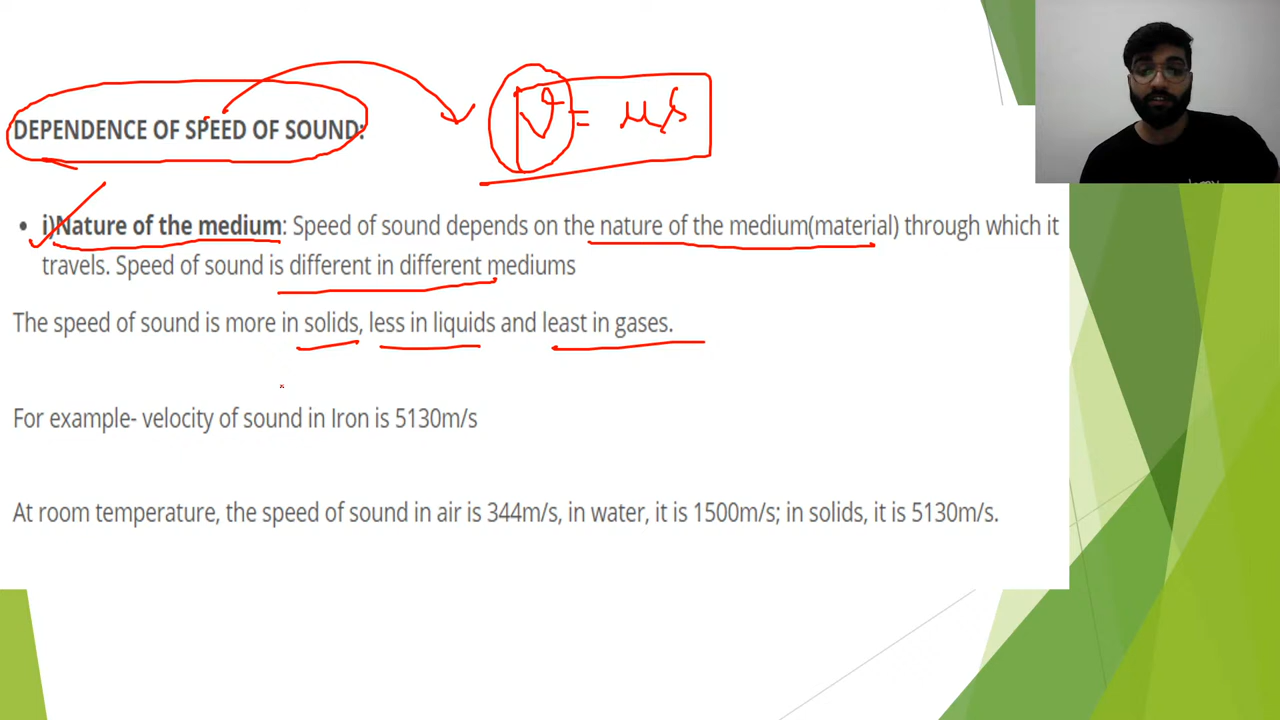 DEPENDENCE OF SPEED OF SOUND:
v = m/s
• i)Nature of the medium: Speed of sound depends on the nature of the medium(material) through which it
travels. Speed of sound is different in different mediums
The speed of sound is more in solids, less in liquids and least in gases.
For example- velocity of sound in Iron is 5130m/s
At room temperature, the speed of sound in air is 344m/s, in water, it is 1500m/s; in solids, it is 5130m/s.